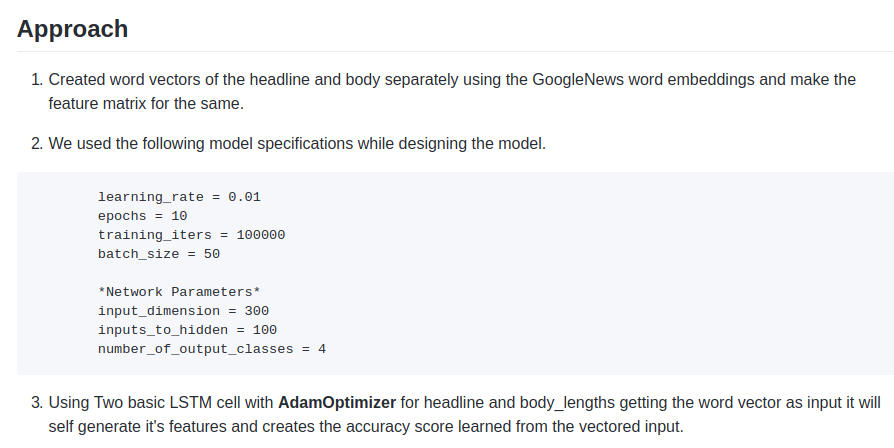 Approach
1. Created word vectors of the headline and body separately using the GoogleNews word embeddings and make the
feature matrix for the same.
2. We used the following model specifications while designing the model.
learning_rate = 0.01
epochs = 10
training_iters = 100000
batch_size = 50
*Network Parameters*
input_dimension = 300
inputs_to_hidden = 100
number_of_output_classes = 4
3. Using Two basic LSTM cell with AdamOptimizer for headline and body_lengths getting the word vector as input it will
self generate it's features and creates the accuracy score learned from the vectored input.